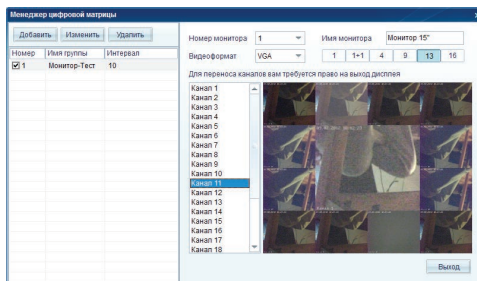 Менеджер цифровой матрицы
Добавить Изменить Удалить
Номер Имя группы Интервал
1 Монитор-Тест 10
Номер монитора 1 Имя монитора Монитор 15"
Видеоформат VGA 1 1+1 4 9 13 16
Для переноса каналов вам требуется право на выход дисплея
Канал 1
Канал 2
Канал 3
Канал 4
Канал 5
Канал 6
Канал 7
Канал 8
Канал 9
Канал 10
Канал 11
Канал 12
Канал 13
Канал 14
Канал 15
Канал 16
Канал 17
Канал 18
Выход